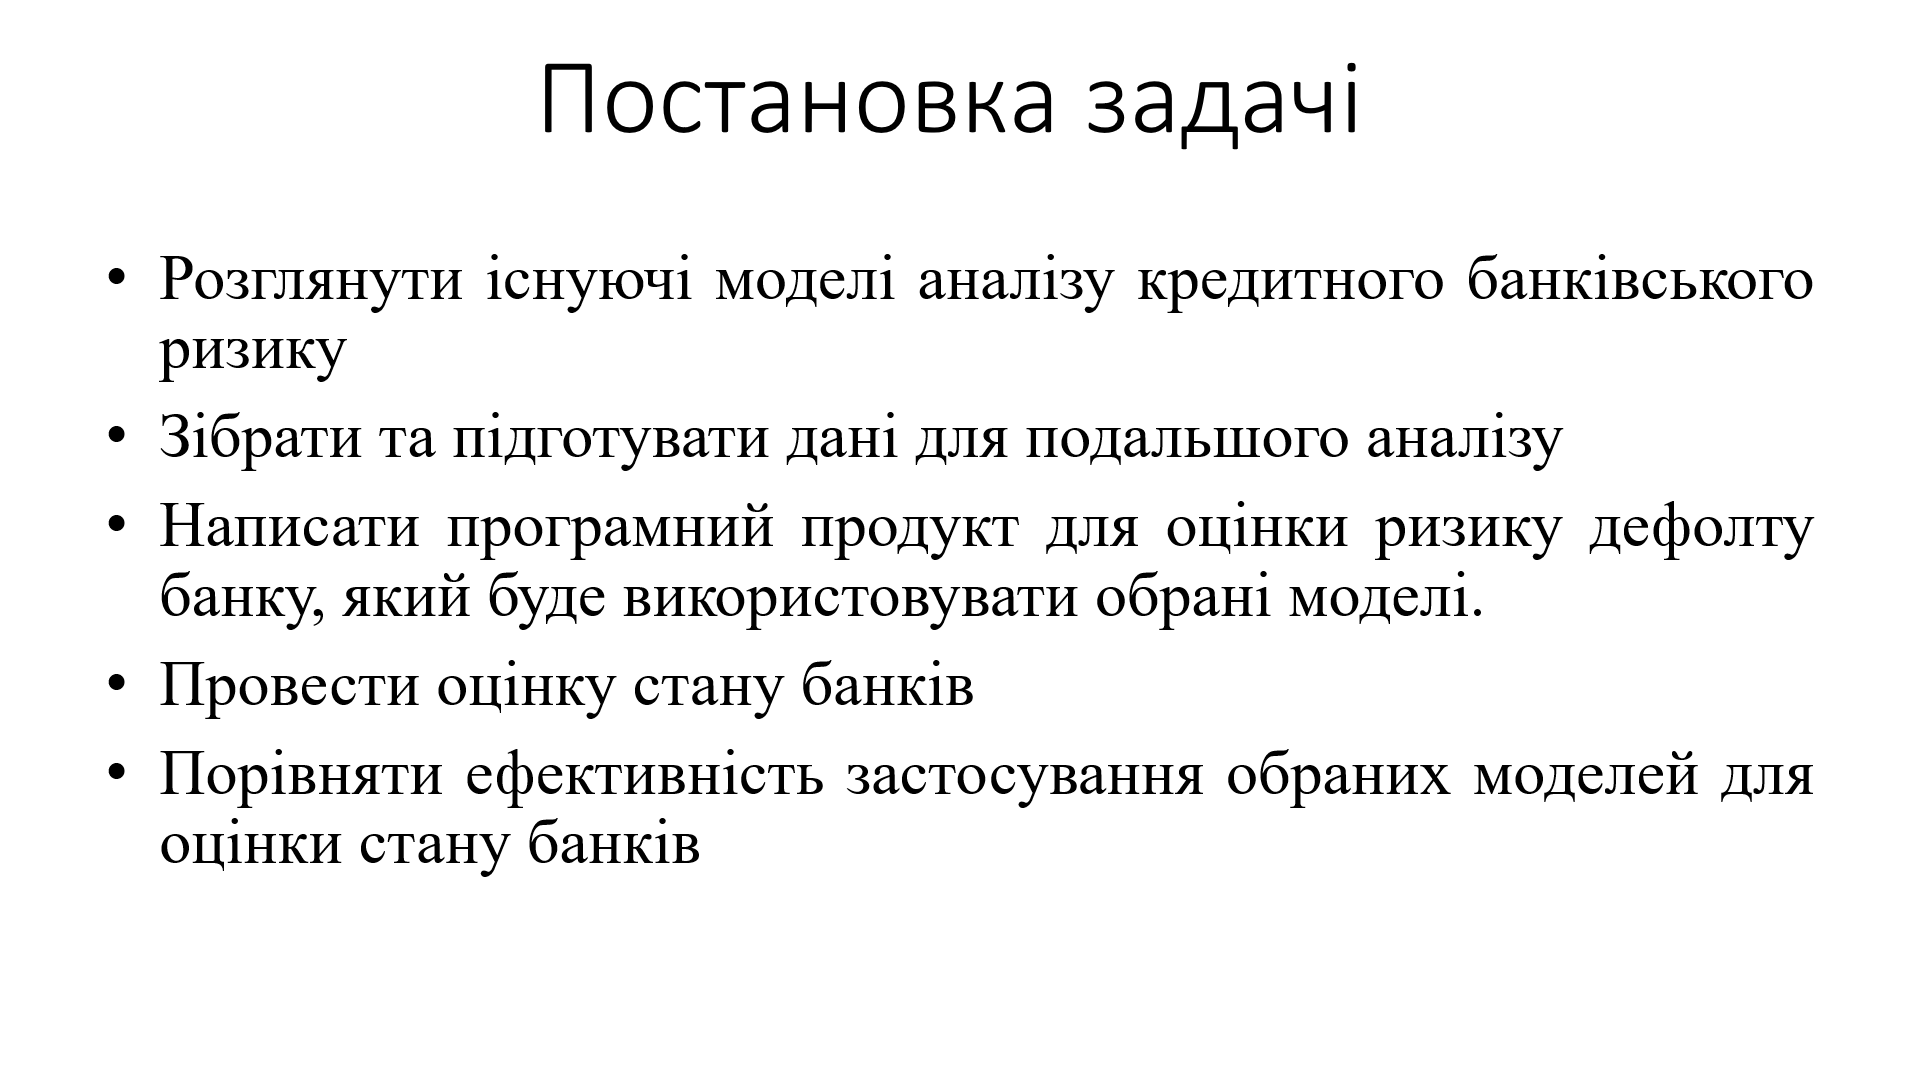 Постановка задачі
• Розглянути існуючі моделі аналізу кредитного банківського
ризику
• Зібрати та підготувати дані для подальшого аналізу
• Написати програмний продукт для оцінки ризику дефолту
банку, який буде використовувати обрані моделі.
• Провести оцінку стану банків
• Порівняти ефективність застосування обраних моделей для
оцінки стану банків